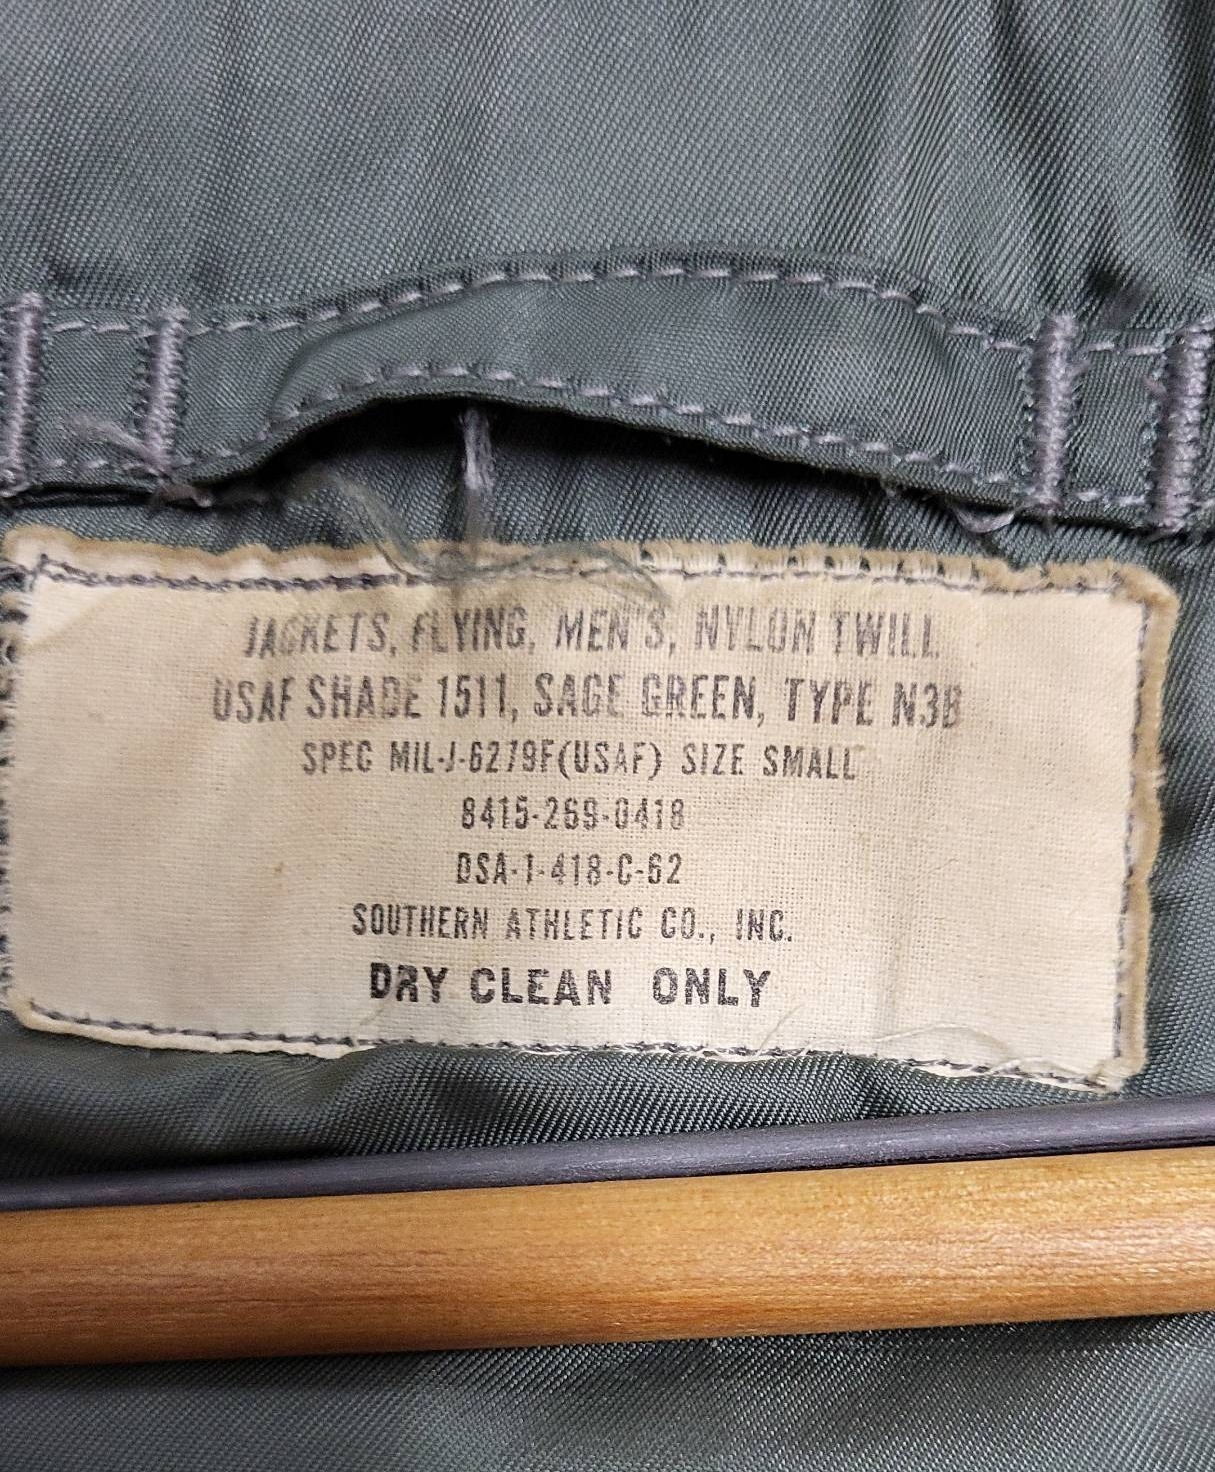 JACKETS, FLYING, MEN'S, NYLON TWILL
USAF SHADE 1511, SAGE GREEN, TYPE N3B
SPEC MIL-J-6279F(USAF) SIZE SMALL
8415-269-0418
DSA-1-418-C-62
SOUTHERN ATHLETIC CO., INC.
DRY CLEAN ONLY